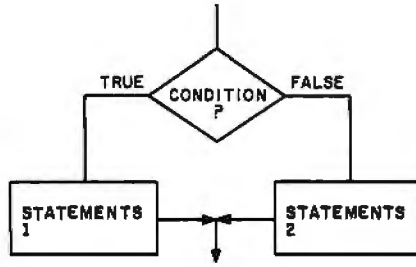 TRUE
FALSE
CONDITION
?
STATEMENTS
1
STATEMENTS
2